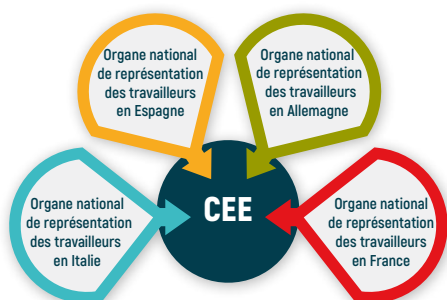 Organe national
de représentation
des travailleurs
en Espagne
Organe national
de représentation
des travailleurs
en Allemagne
CEE
Organe national
de représentation
des travailleurs
en Italie
Organe national
de représentation
des travailleurs
en France